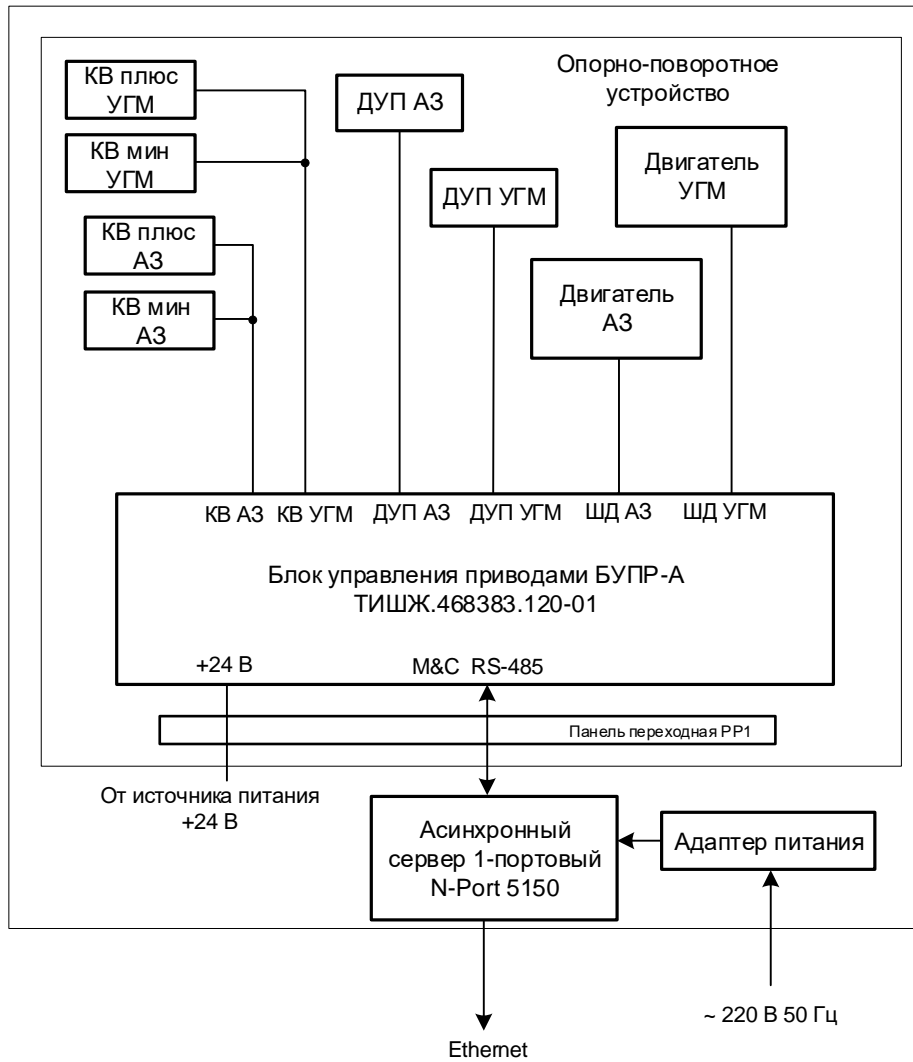 КВ плюс
УГМ
КВ мин
УГМ
КВ плюс
АЗ
КВ мин
АЗ
ДУП АЗ
ДУП УГМ
Опорно-поворотное
устройство
Двигатель
УГМ
Двигатель
АЗ
КВ АЗ КВ УГМ ДУП АЗ ДУП УГМ ШД АЗ ШД УГМ
Блок управления приводами БУПР-А
ТИШЖ.468383.120-01
+24 В M&C RS-485
Панель переходная PP1
От источника питания
+24 В
Асинхронный
сервер 1-портовый
N-Port 5150
Адаптер питания
~ 220 В 50 Гц
Ethernet